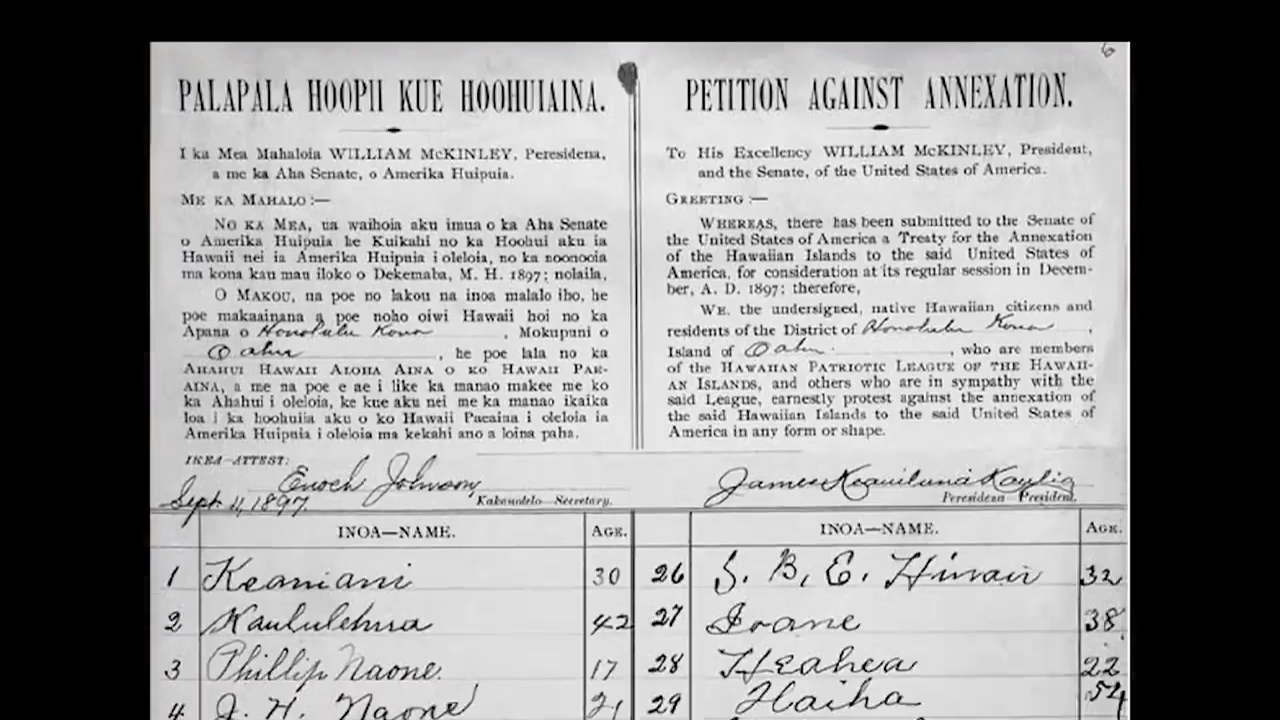 6
PALAPALA HOOPII KUE HOOHUIAINA.
I ka Mea Mahaloia WILLIAM McKINLEY, Peresidena,
a me ka Aha Senate, o Amerika Huipuia.
ME KA MAHALO:—
NO KA MEA, ua waihoia aku imua o ka Aha Senate
o Amerika Huipuia he Kuikahi no ka Hoohui aku ia
Hawaii nei ia Amerika Huipuia i oleloia, no ka noonooia
ma kona kau mau iloko o Dekemaba, M. H. 1897; nolaila,
O MAKOU, na poe no lakou na inoa malalo iho, he
poe makaainana a poe noho oiwi Hawaii hoi no ka
Apana o Honolulu Kona, Mokupuni o
Oahu, he poe lala no ka
AHAHUI HAWAII ALOHA AINA O KO HAWAII PAE-
AINA, a me na poe e ae i like ka manao makee me ko
ka Ahahui i oleloia, ke kue aku nei me ka manao ikaika
loa i ka hoohuiia aku o ko Hawaii Paeaina i oleloia ia
Amerika Huipuia i oleloia ma kekahi ano a loina paha.
IKEA—ATTEST:
Enoch Johnson
Sept. 11, 1897.
Kakauolelo—Secretary.
PETITION AGAINST ANNEXATION.
To His Excellency WILLIAM McKINLEY, President,
and the Senate, of the United States of America.
GREETING:—
WHEREAS, there has been submitted to the Senate of
the United States of America a Treaty for the Annexation
of the Hawaiian Islands to the said United States of
America, for consideration at its regular session in Decem-
ber, A. D. 1897; therefore,
WE, the undersigned, native Hawaiian citizens and
residents of the District of Honolulu Kona,
Island of Oahu., who are members
of the HAWAIIAN PATRIOTIC LEAGUE OF THE HAWAII-
AN ISLANDS, and others who are in sympathy with the
said League, earnestly protest against the annexation of
the said Hawaiian Islands to the said United States of
America in any form or shape.
James Keauiluna Kaulia
Peresidena—President.
INOA—NAME. AGE. INOA—NAME. AGE.
1 Keaniani 30 26 S. B. E. 32
2 Kaululehua 42 27 Ioane 38
3 Phillip Naone. 17 28 Heahea 22
4 J. H. Naone 21 29 Haiha 54